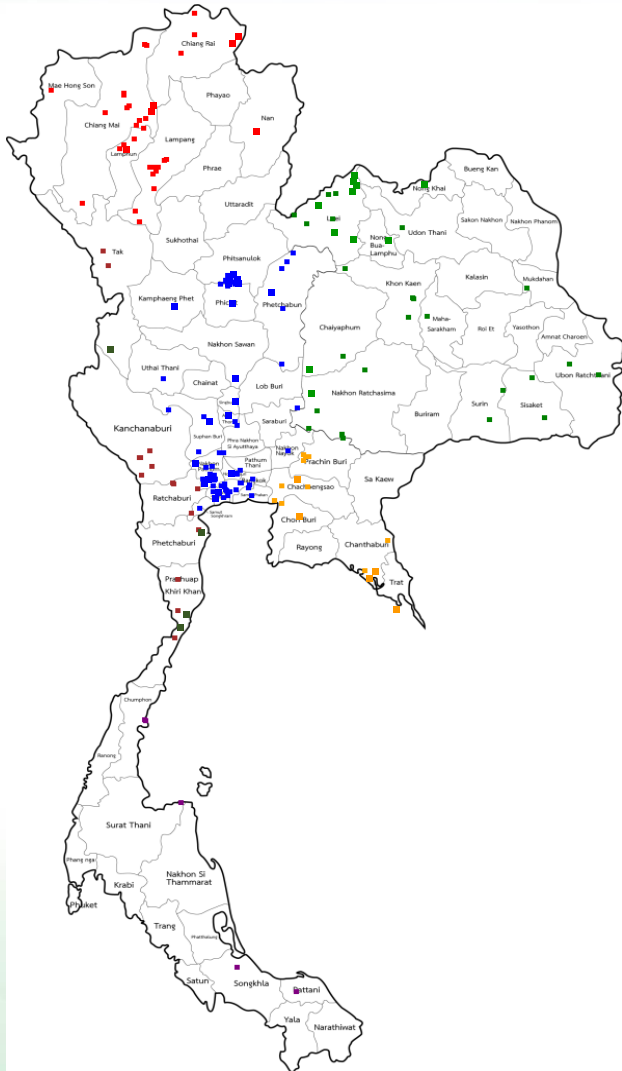 Chiang Rai
Mae Hong Son
Phayao
Chiang Mai
Nan
Lampang
Lamphun
Phrae
Bueng Kan
Nong Khai
Uttaradit
Loei
Udon Thani
Sakon Nakhon
Nakhon Phanom
Sukhothai
Nong
Bua-
Lamphu
Tak
Phitsanulok
Kalasin
Mukdahan
Khon Kaen
Kamphaeng Phet
Phetchabun
Maha-
Sarakham
Roi Et
Yasothon
Amnat Charoen
Chaiyaphum
Nakhon Sawan
Uthai Thani
Ubon Ratchthani
Chainat
Lob Buri
Nakhon Ratchasima
Surin
Sisaket
Buriram
Kanchanaburi
Saraburi
Suphan Buri
Phra Nakhon
Si Ayutthaya
Nakhon
Nayok
Prachin Buri
Pathum
Thani
Sa Kaew
Chachoengsao
Ratchaburi
Chon Buri
Phetchaburi
Rayong
Chanthaburi
Trat
Prachuap
Khiri Khan
Chumphon
Ranong
Surat Thani
Phang nga
Nakhon Si
Thammarat
Krabi
Phuket
Trang
Phatthalung
Satun
Songkhla
Pattani
Yala
Narathiwat